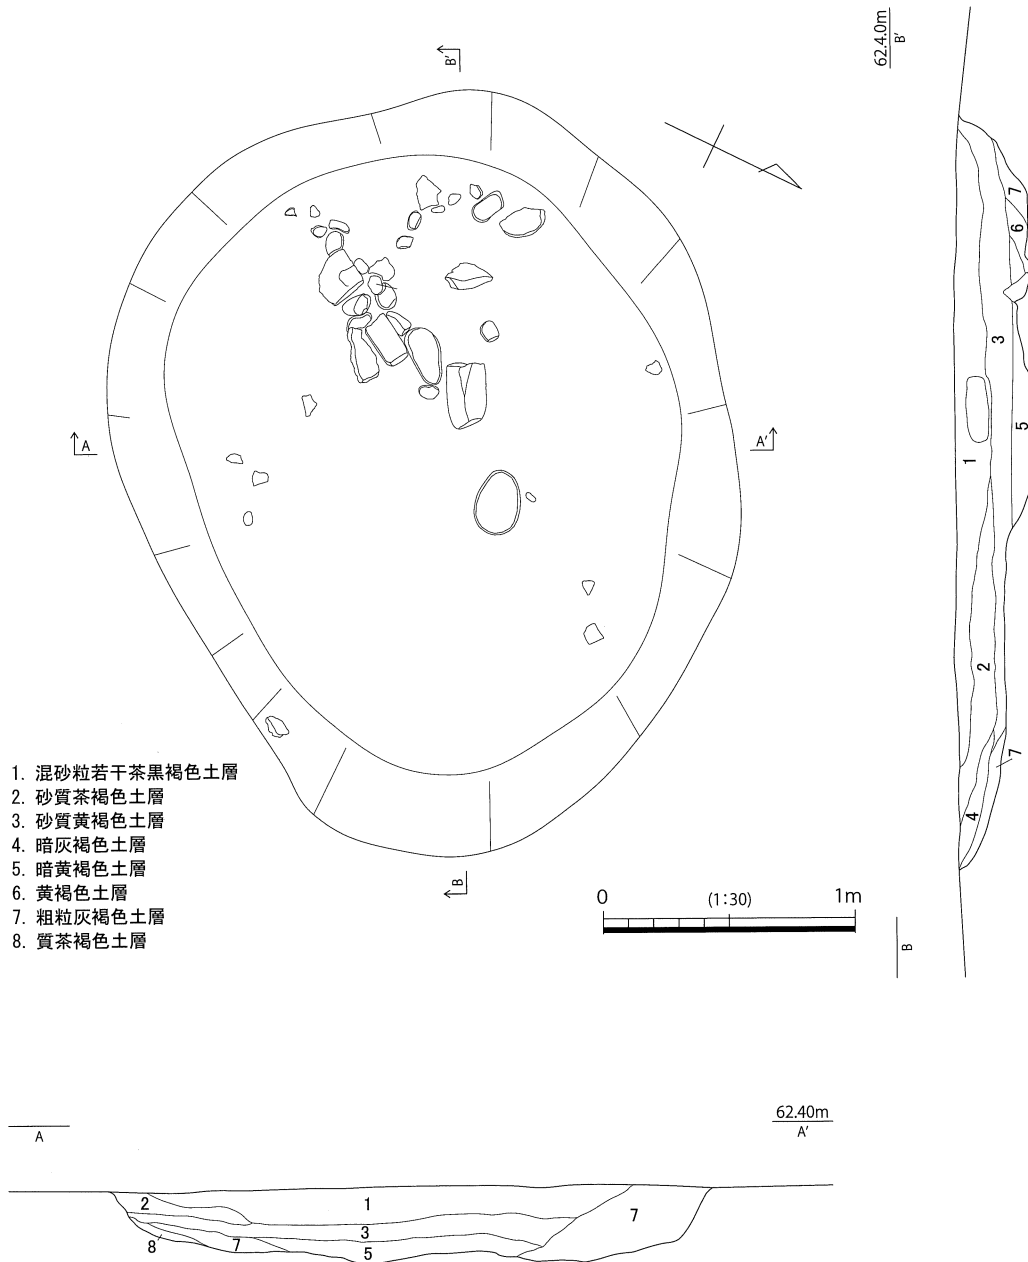 B'
62.4.0m
B'
7
6
3
5
1
2
7
4
A
A'
1. 混砂粒若干茶黒褐色土層
2. 砂質茶褐色土層
3. 砂質黄褐色土層
4. 暗灰褐色土層
5. 暗黄褐色土層
6. 黄褐色土層
7. 粗粒灰褐色土層
8. 質茶褐色土層
B
0 (1:30) 1m
B
A
62.40m
A'
2
1
7
3
8
7
5